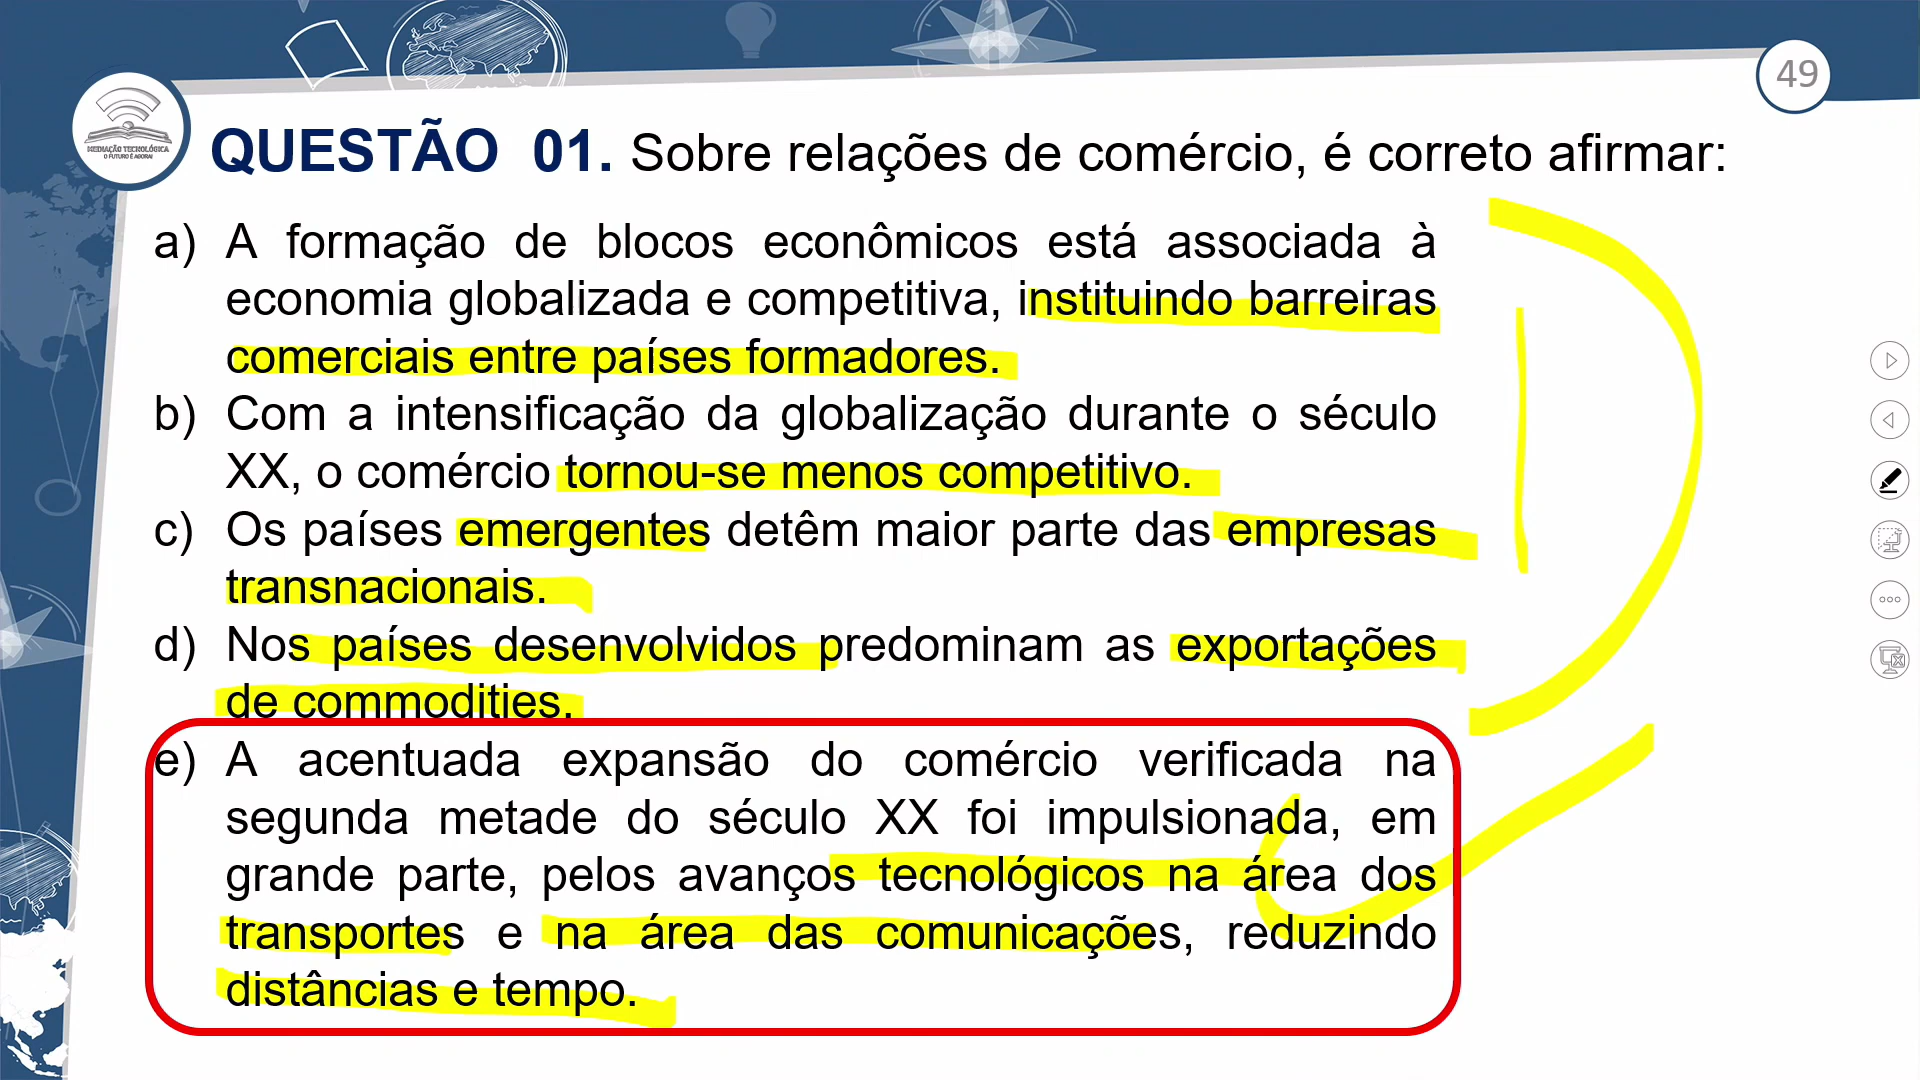 49
MEDIAÇÃO TECNOLÓGICA
O FUTURO É AGORA!
QUESTÃO 01. Sobre relações de comércio, é correto afirmar:
a) A formação de blocos econômicos está associada à
economia globalizada e competitiva, instituindo barreiras
comerciais entre países formadores.
b) Com a intensificação da globalização durante o século
XX, o comércio tornou-se menos competitivo.
c) Os países emergentes detêm maior parte das empresas
transnacionais.
d) Nos países desenvolvidos predominam as exportações
de commodities.
e) A acentuada expansão do comércio verificada na
segunda metade do século XX foi impulsionada, em
grande parte, pelos avanços tecnológicos na área dos
transportes e na área das comunicações, reduzindo
distâncias e tempo.